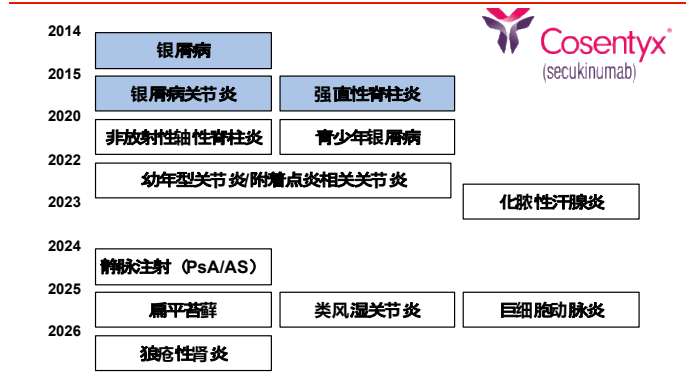 2014
银屑病
Cosentyx
(secukinumab)
2015
银屑病关节炎
强直性脊柱炎
2020
非放射性轴性脊柱炎
青少年银屑病
2022
幼年型关节炎/附着点炎相关关节炎
2023
化脓性汗腺炎
2024
静脉注射（PsA/AS）
2025
扁平苔藓
类风湿关节炎
巨细胞动脉炎
2026
狼疮性肾炎